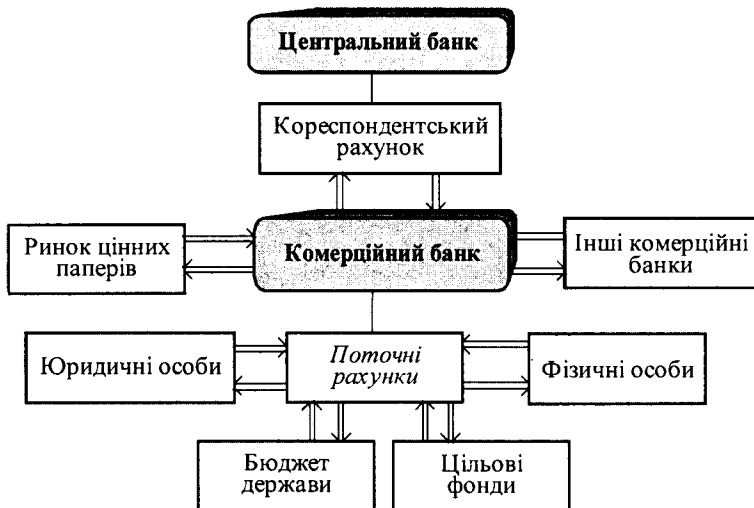 Центральний банк
Кореспондентський
рахунок
Ринок цінних
паперів
Комерційний банк
Інші комерційні
банки
Юридичні особи
Поточні
рахунки
Фізичні особи
Бюджет
держави
Цільові
фонди